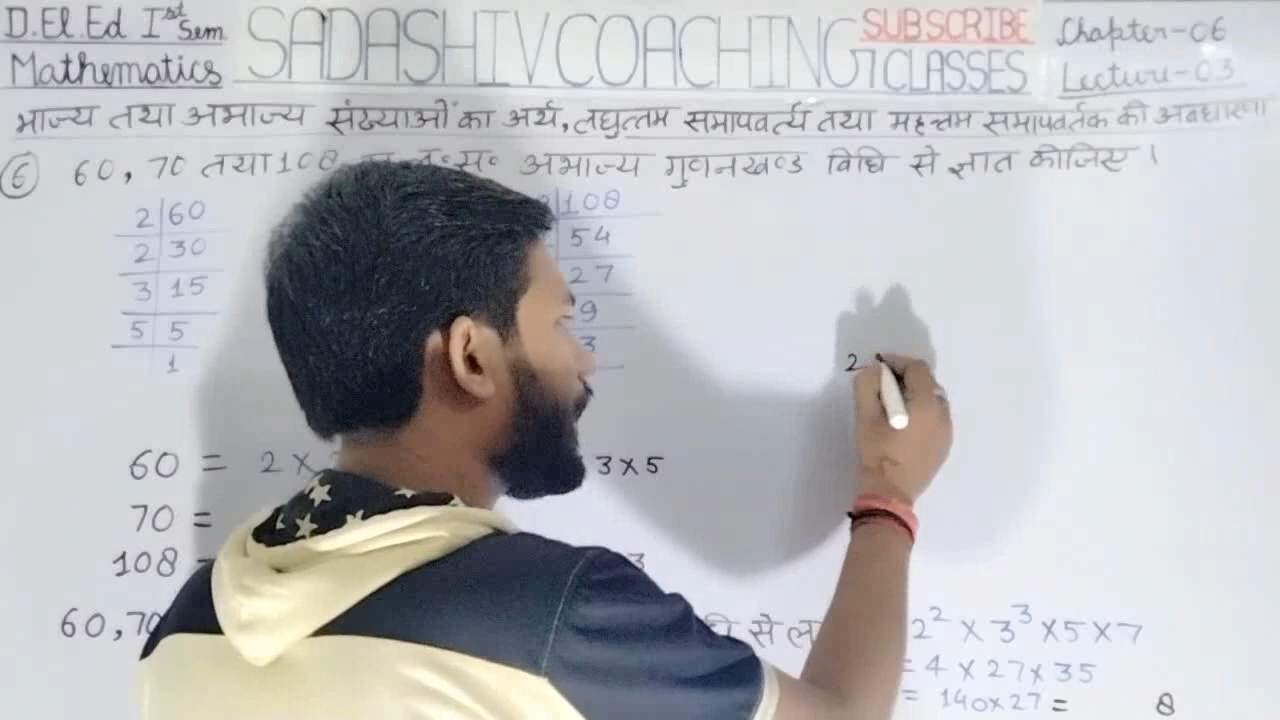 D.El.Ed Ist Sem
Mathematics
SADASHIV COACHING CLASSES
SUBSCRIBE
Chapter-06
Lecture-03
भाज्य तथा अभाज्य संख्याओं का अर्थ, लघुत्तम समापवर्त्य तथा महत्तम समापवर्तक की अवधारणा
6 60, 70 तथा 108 स॰ अभाज्य गुणनखण्ड विधि से ज्ञात कीजिए।
2 60
2 30
3 15
5 5
1
108
54
27
9
3
2
60 = 2 × 3×5
70 =
108 3
60,70 से ल 2² × 3³ ×5×7
= 4 × 27× 35
= 140×27 = 8